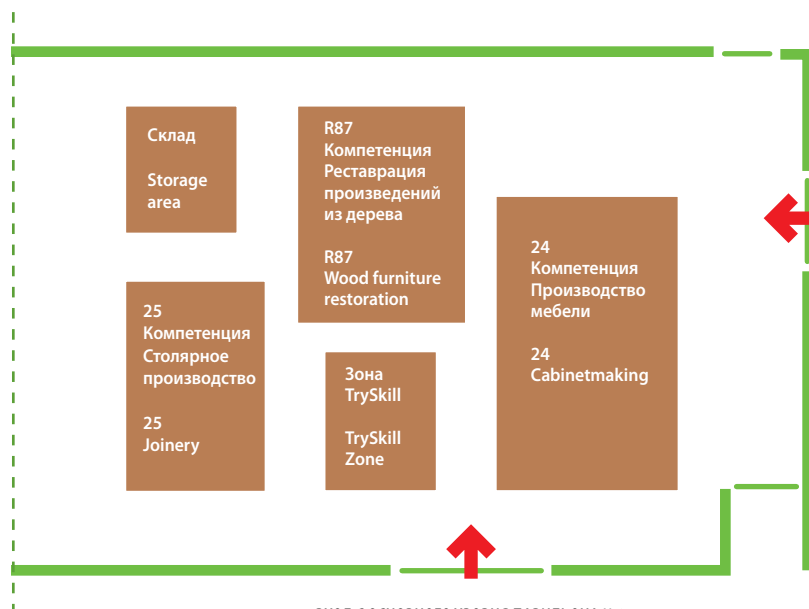 Склад
Storage
area
R87
Компетенция
Реставрация
произведений
из дерева
R87
Wood furniture
restoration
24
Компетенция
Производство
мебели
24
Cabinetmaking
25
Компетенция
Столярное
производство
25
Joinery
Зона
TrySkill
TrySkill
Zone